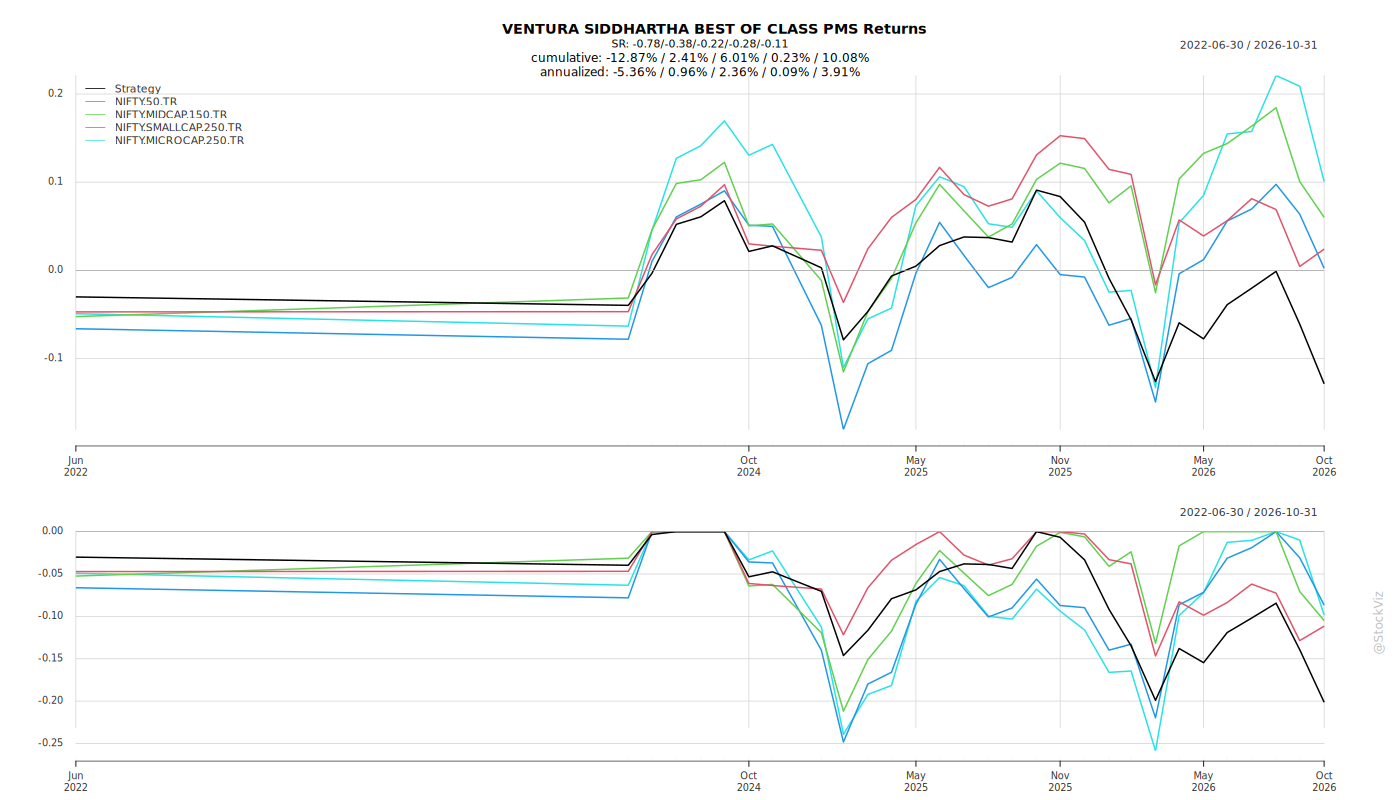 VENTURA SIDDHARTHA BEST OF CLASS PMS Returns
SR: -0.78/-0.38/-0.22/-0.28/-0.11
cumulative: -12.87% / 2.41% / 6.01% / 0.23% / 10.08%
annualized: -5.36% / 0.96% / 2.36% / 0.09% / 3.91%
2022-06-30 / 2026-10-31
Strategy
NIFTY.50.TR
NIFTY.MIDCAP.150.TR
NIFTY.SMALLCAP.250.TR
NIFTY.MICROCAP.250.TR
0.2
0.1
0.0
-0.1
Jun 2022
Oct 2024
May 2025
Nov 2025
May 2026
Oct 2026
2022-06-30 / 2026-10-31
0.00
-0.05
-0.10
-0.15
-0.20
-0.25
Jun 2022
Oct 2024
May 2025
Nov 2025
May 2026
Oct 2026
@StockViz